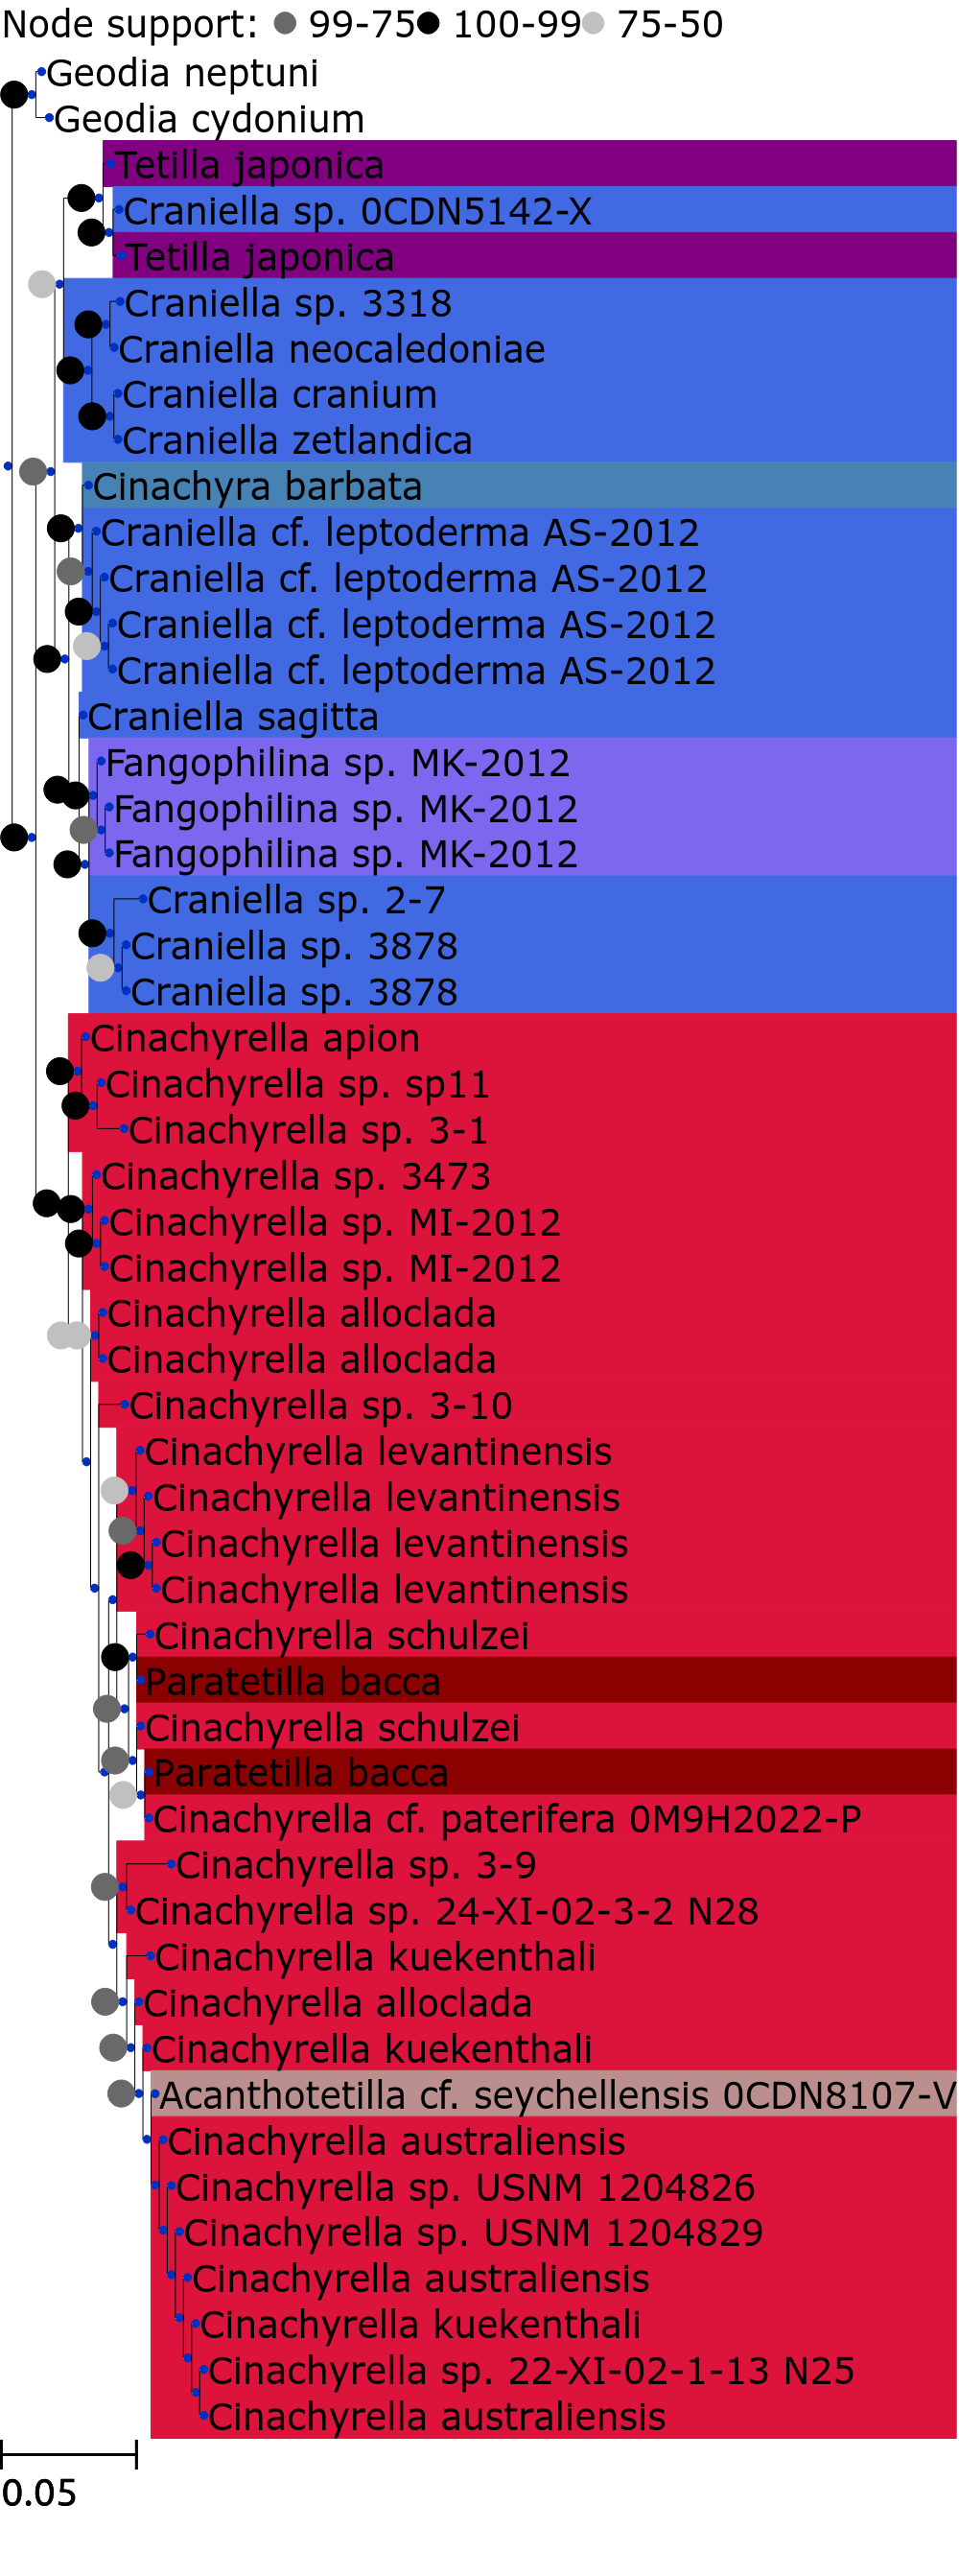 Node support: 99-75 100-99 75-50
Geodia neptuni
Geodia cydonium
Tetilla japonica
Craniella sp. 0CDN5142-X
Tetilla japonica
Craniella sp. 3318
Craniella neocaledoniae
Craniella cranium
Craniella zetlandica
Cinachyra barbata
Craniella cf. leptoderma AS-2012
Craniella cf. leptoderma AS-2012
Craniella cf. leptoderma AS-2012
Craniella cf. leptoderma AS-2012
Craniella sagitta
Fangophilina sp. MK-2012
Fangophilina sp. MK-2012
Fangophilina sp. MK-2012
Craniella sp. 2-7
Craniella sp. 3878
Craniella sp. 3878
Cinachyrella apion
Cinachyrella sp. sp11
Cinachyrella sp. 3-1
Cinachyrella sp. 3473
Cinachyrella sp. MI-2012
Cinachyrella sp. MI-2012
Cinachyrella alloclada
Cinachyrella alloclada
Cinachyrella sp. 3-10
Cinachyrella levantinensis
Cinachyrella levantinensis
Cinachyrella levantinensis
Cinachyrella levantinensis
Cinachyrella schulzei
Paratetilla bacca
Cinachyrella schulzei
Paratetilla bacca
Cinachyrella cf. paterifera 0M9H2022-P
Cinachyrella sp. 3-9
Cinachyrella sp. 24-XI-02-3-2 N28
Cinachyrella kuekenthali
Cinachyrella alloclada
Cinachyrella kuekenthali
Acanthotetilla cf. seychellensis 0CDN8107-V
Cinachyrella australiensis
Cinachyrella sp. USNM 1204826
Cinachyrella sp. USNM 1204829
Cinachyrella australiensis
Cinachyrella kuekenthali
Cinachyrella sp. 22-XI-02-1-13 N25
Cinachyrella australiensis
0.05